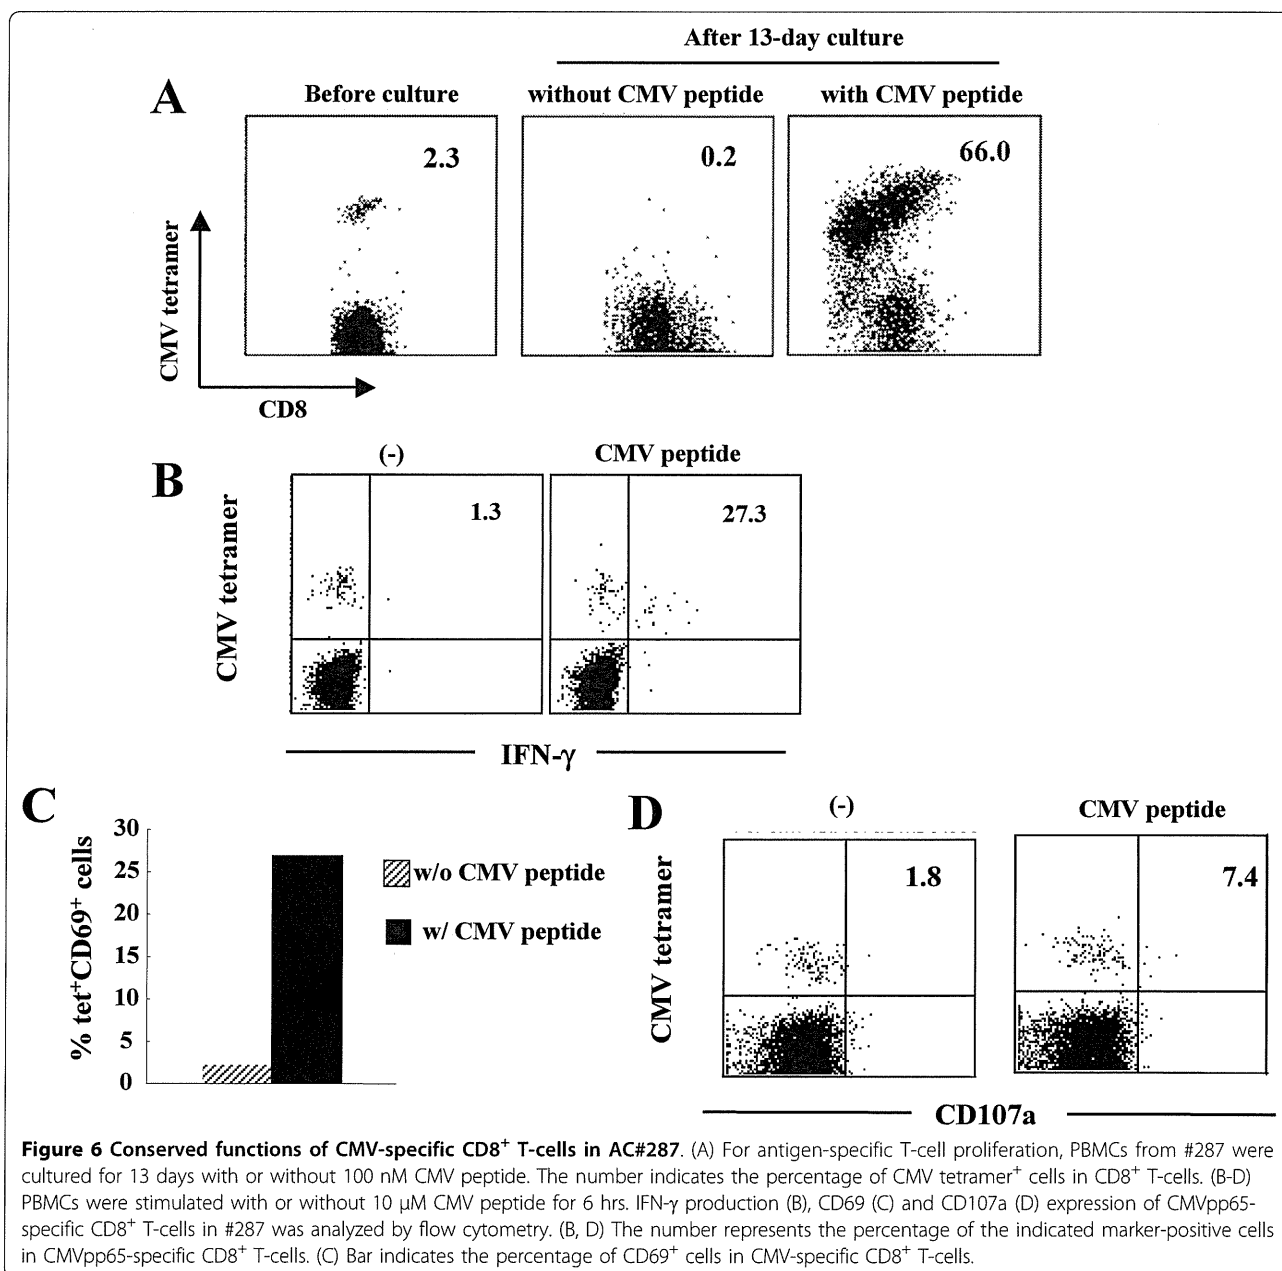 After 13-day culture
A
Before culture
without CMV peptide
with CMV peptide
2.3
0.2
66.0
CMV tetramer
CD8
B
(-)
CMV peptide
1.3
27.3
CMV tetramer
IFN-γ
C
30
25
20
15
10
5
0
% tet⁺CD69⁺ cells
w/o CMV peptide
w/ CMV peptide
D
(-)
CMV peptide
1.8
7.4
CMV tetramer
CD107a
Figure 6 Conserved functions of CMV-specific CD8⁺ T-cells in AC#287. (A) For antigen-specific T-cell proliferation, PBMCs from #287 were
cultured for 13 days with or without 100 nM CMV peptide. The number indicates the percentage of CMV tetramer⁺ cells in CD8⁺ T-cells. (B-D)
PBMCs were stimulated with or without 10 μM CMV peptide for 6 hrs. IFN-γ production (B), CD69 (C) and CD107a (D) expression of CMVpp65-
specific CD8⁺ T-cells in #287 was analyzed by flow cytometry. (B, D) The number represents the percentage of the indicated marker-positive cells
in CMVpp65-specific CD8⁺ T-cells. (C) Bar indicates the percentage of CD69⁺ cells in CMV-specific CD8⁺ T-cells.